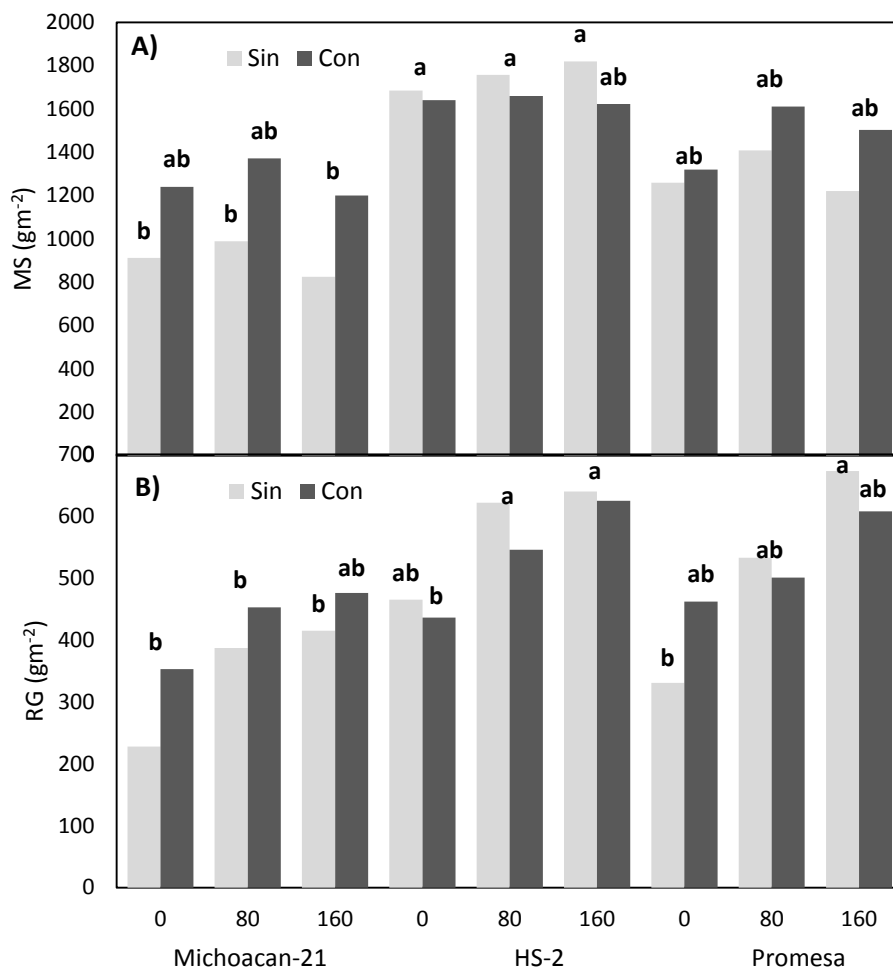 A)
Sin Con
MS (gm-2)
2000
1800
1600
1400
1200
1000
800
600
400
200
0
b ab b ab b a a a ab ab ab ab
B)
Sin Con
RG (gm-2)
700
600
500
400
300
200
100
0
b b b ab ab b a a b ab ab a ab
0 80 160 0 80 160 0 80 160
Michoacan-21 HS-2 Promesa